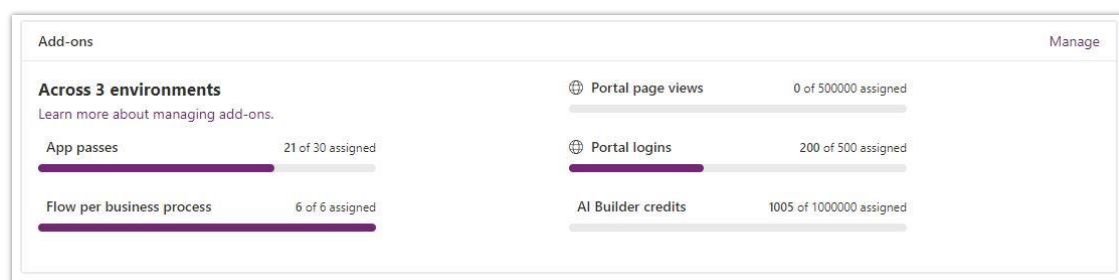 Add-ons
Manage
Across 3 environments
Learn more about managing add-ons.
App passes 21 of 30 assigned
Flow per business process 6 of 6 assigned
Portal page views 0 of 500000 assigned
Portal logins 200 of 500 assigned
AI Builder credits 1005 of 1000000 assigned